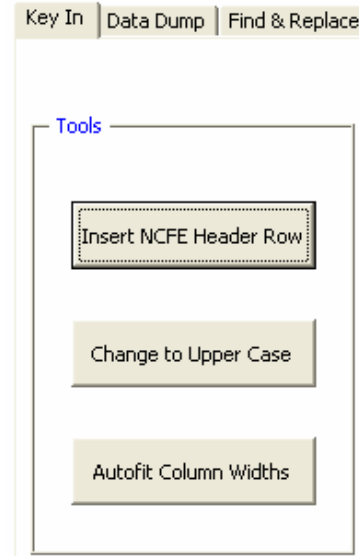 Key In Data Dump Find & Replace
Tools
Insert NCFE Header Row
Change to Upper Case
Autofit Column Widths